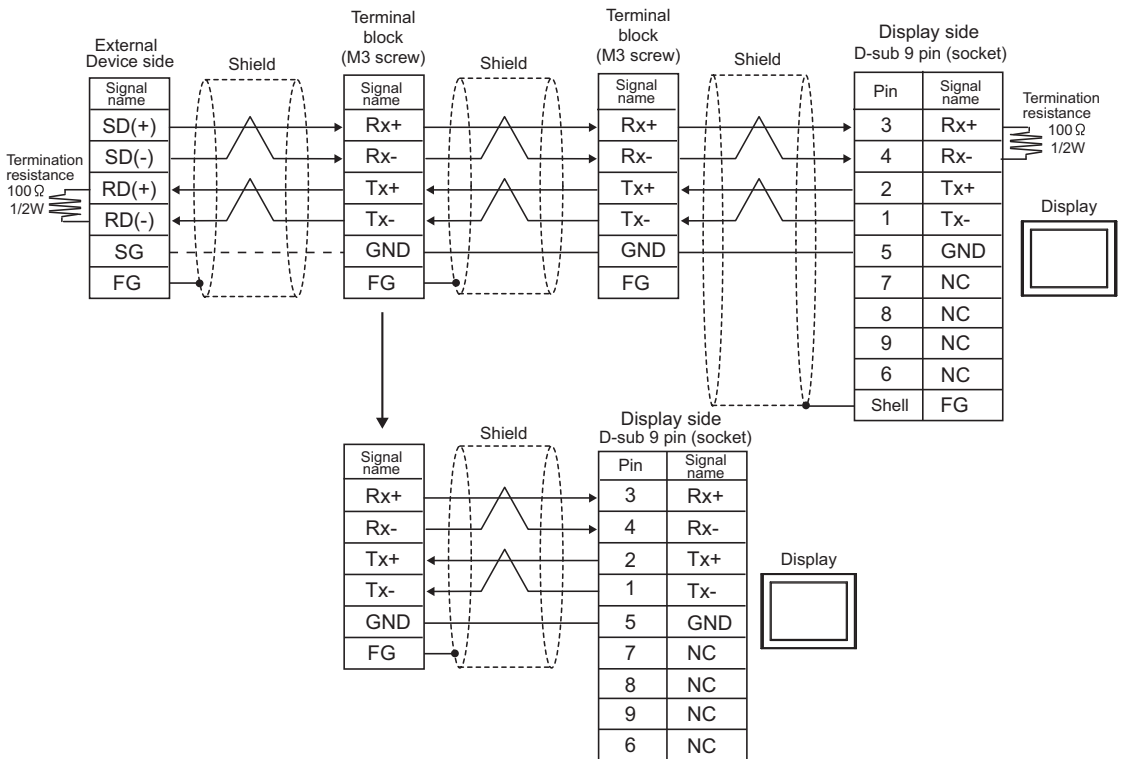 External
Device side
Signal
name
SD(+)
SD(-)
RD(+)
RD(-)
SG
FG
Termination
resistance
100 Ω
1/2W
Shield
Terminal
block
(M3 screw)
Signal
name
Rx+
Rx-
Tx+
Tx-
GND
FG
Shield
Terminal
block
(M3 screw)
Signal
name
Rx+
Rx-
Tx+
Tx-
GND
FG
Shield
Display side
D-sub 9 pin (socket)
Pin Signal
name
3 Rx+
4 Rx-
2 Tx+
1 Tx-
5 GND
7 NC
8 NC
9 NC
6 NC
Shell FG
Termination
resistance
100 Ω
1/2W
Display
Signal
name
Rx+
Rx-
Tx+
Tx-
GND
FG
Shield
Display side
D-sub 9 pin (socket)
Pin Signal
name
3 Rx+
4 Rx-
2 Tx+
1 Tx-
5 GND
7 NC
8 NC
9 NC
6 NC
Display